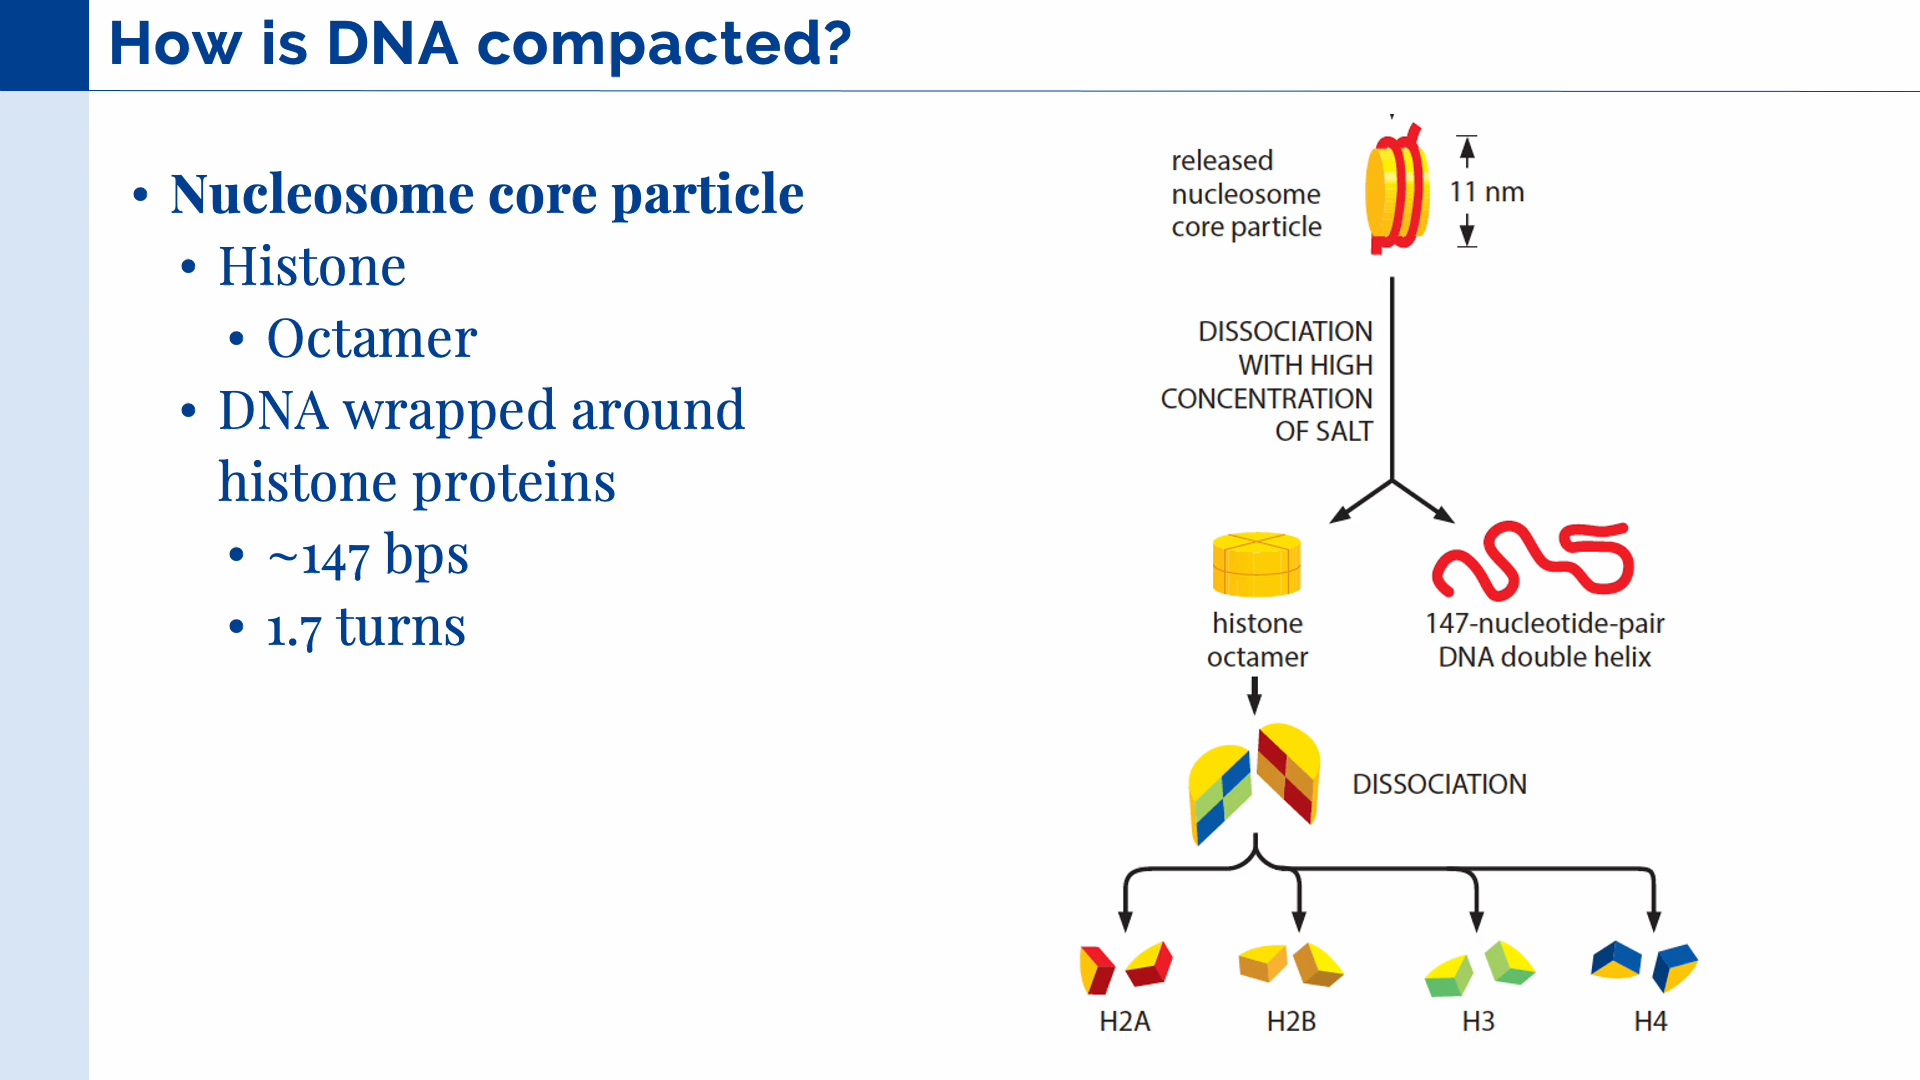 How is DNA compacted?
• Nucleosome core particle
• Histone
• Octamer
• DNA wrapped around
histone proteins
• ~147 bps
• 1.7 turns
released
nucleosome
core particle
11 nm
DISSOCIATION
WITH HIGH
CONCENTRATION
OF SALT
histone
octamer
147-nucleotide-pair
DNA double helix
DISSOCIATION
H2A
H2B
H3
H4